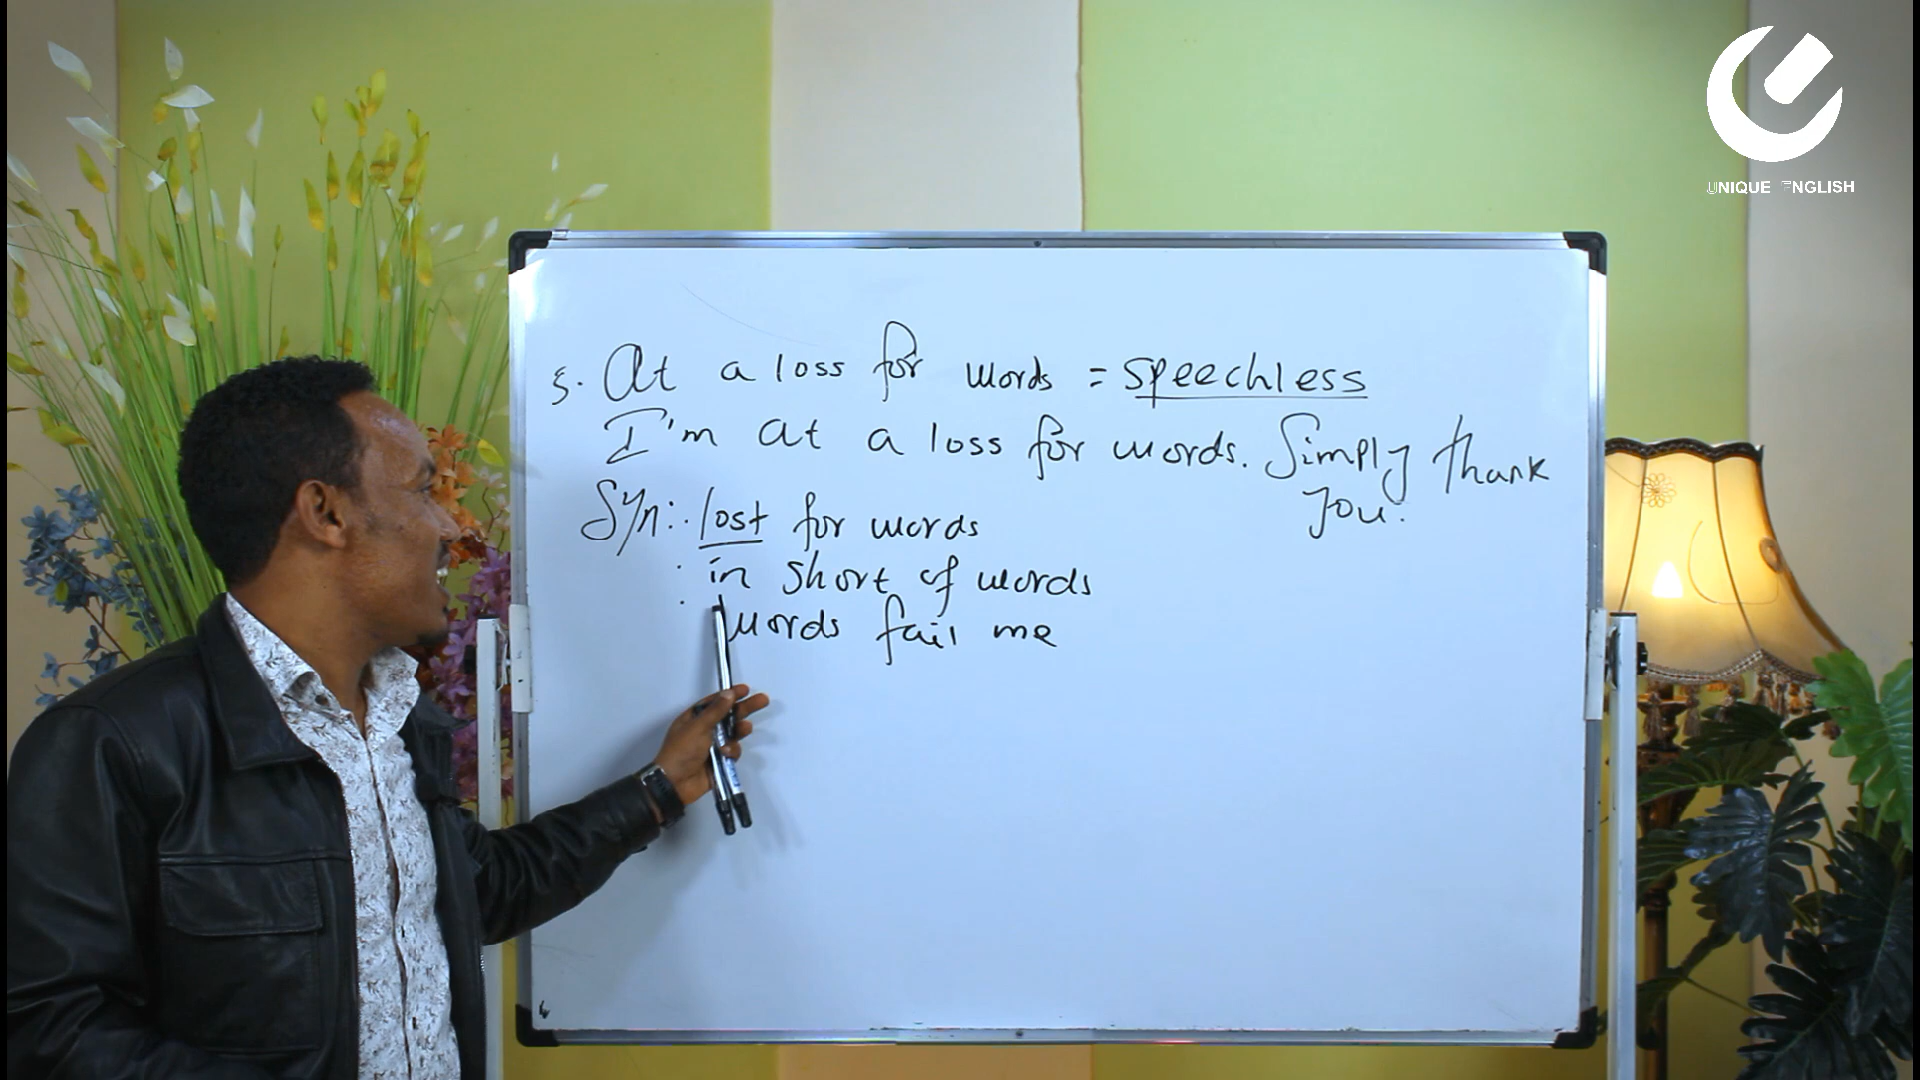 UNIQUE ENGLISH
5. At a loss for words = speechless
I'm at a loss for words. Simply thank you.
Syn: . lost for words
. in short of words
. words fail me